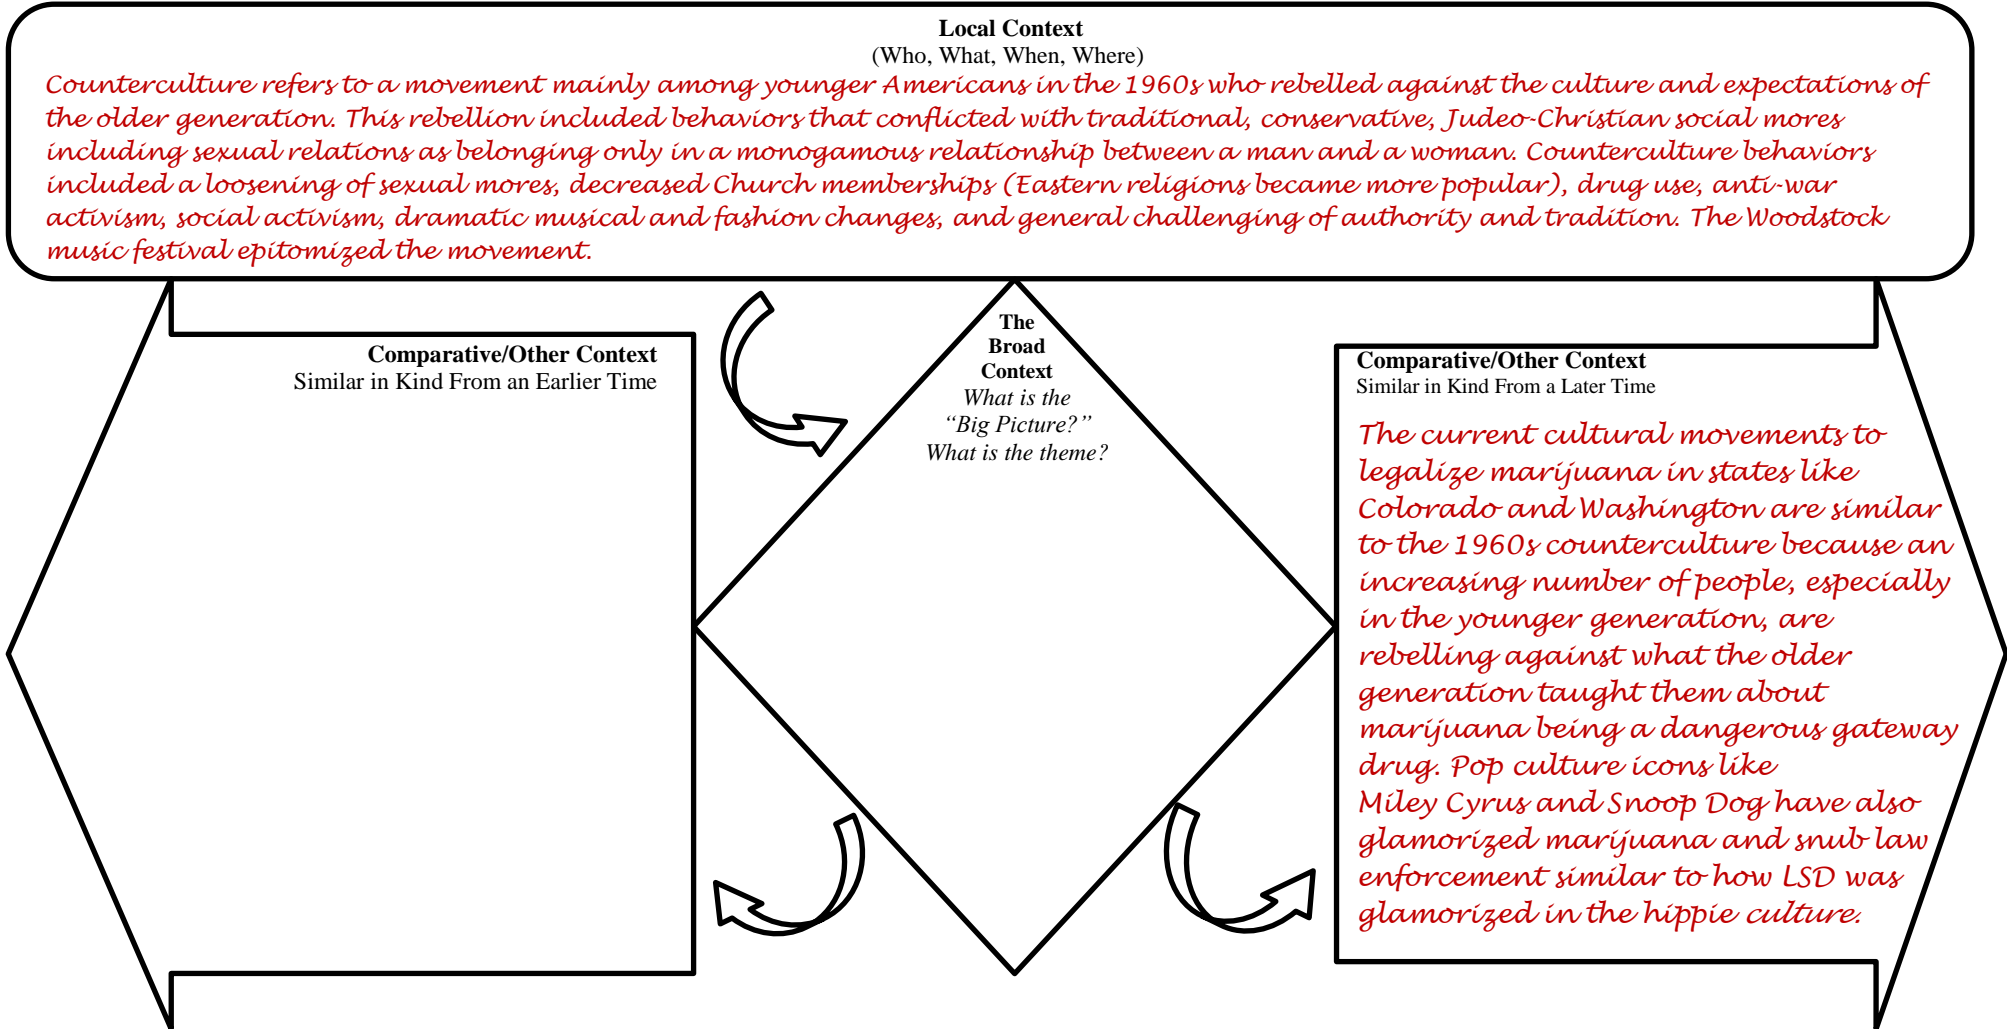 Local Context
(Who, What, When, Where)
Counterculture refers to a movement mainly among younger Americans in the 1960s who rebelled against the culture and expectations of
the older generation. This rebellion included behaviors that conflicted with traditional, conservative, Judeo-Christian social mores
including sexual relations as belonging only in a monogamous relationship between a man and a woman. Counterculture behaviors
included a loosening of sexual mores, decreased Church memberships (Eastern religions became more popular), drug use, anti-war
activism, social activism, dramatic musical and fashion changes, and general challenging of authority and tradition. The Woodstock
music festival epitomized the movement.
Comparative/Other Context
Similar in Kind From an Earlier Time
The
Broad
Context
What is the
“Big Picture?”
What is the theme?
Comparative/Other Context
Similar in Kind From a Later Time
The current cultural movements to
legalize marijuana in states like
Colorado and Washington are similar
to the 1960s counterculture because an
increasing number of people, especially
in the younger generation, are
rebelling against what the older
generation taught them about
marijuana being a dangerous gateway
drug. Pop culture icons like
Miley Cyrus and Snoop Dog have also
glamorized marijuana and snub law
enforcement similar to how LSD was
glamorized in the hippie culture.